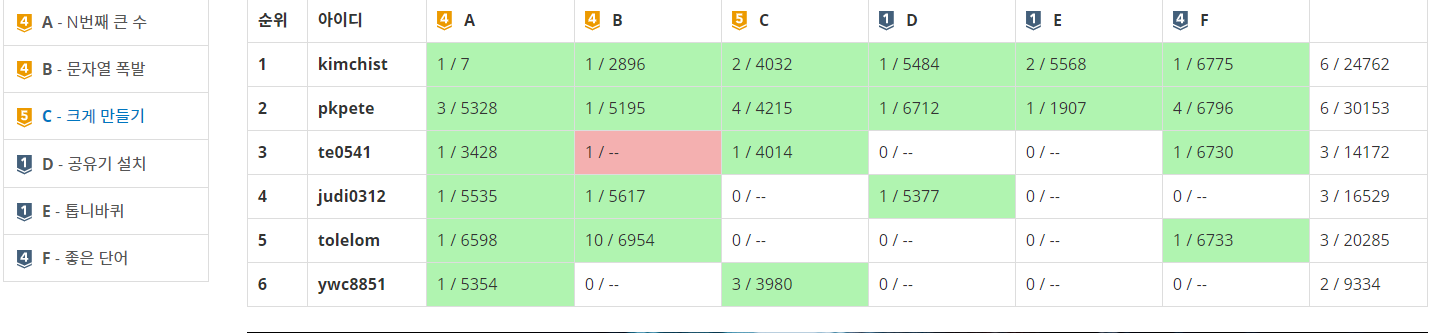 4 A - N번째 큰 수
4 B - 문자열 폭발
5 C - 크게 만들기
1 D - 공유기 설치
1 E - 톱니바퀴
4 F - 좋은 단어
순위 아이디 4 A 4 B 5 C 1 D 1 E 4 F
1 kimchist 1 / 7 1 / 2896 2 / 4032 1 / 5484 2 / 5568 1 / 6775 6 / 24762
2 pkpete 3 / 5328 1 / 5195 4 / 4215 1 / 6712 1 / 1907 4 / 6796 6 / 30153
3 te0541 1 / 3428 1 / -- 1 / 4014 0 / -- 0 / -- 1 / 6730 3 / 14172
4 judi0312 1 / 5535 1 / 5617 0 / -- 1 / 5377 0 / -- 0 / -- 3 / 16529
5 tolelom 1 / 6598 10 / 6954 0 / -- 0 / -- 0 / -- 1 / 6733 3 / 20285
6 ywc8851 1 / 5354 0 / -- 3 / 3980 0 / -- 0 / -- 0 / -- 2 / 9334